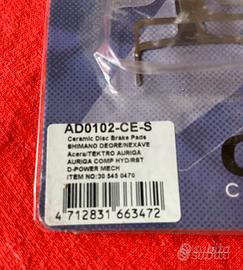 AD0102-CE-S
Ceramic Disc Brake Pads
SHIMANO DEORE/NEXAVE
Acera/TEKTRO AURIGA
AURIGA COMP HYD/RST
D-POWER MECH
ITEM NO:30 545 0470
4 712831 663472
C
subito